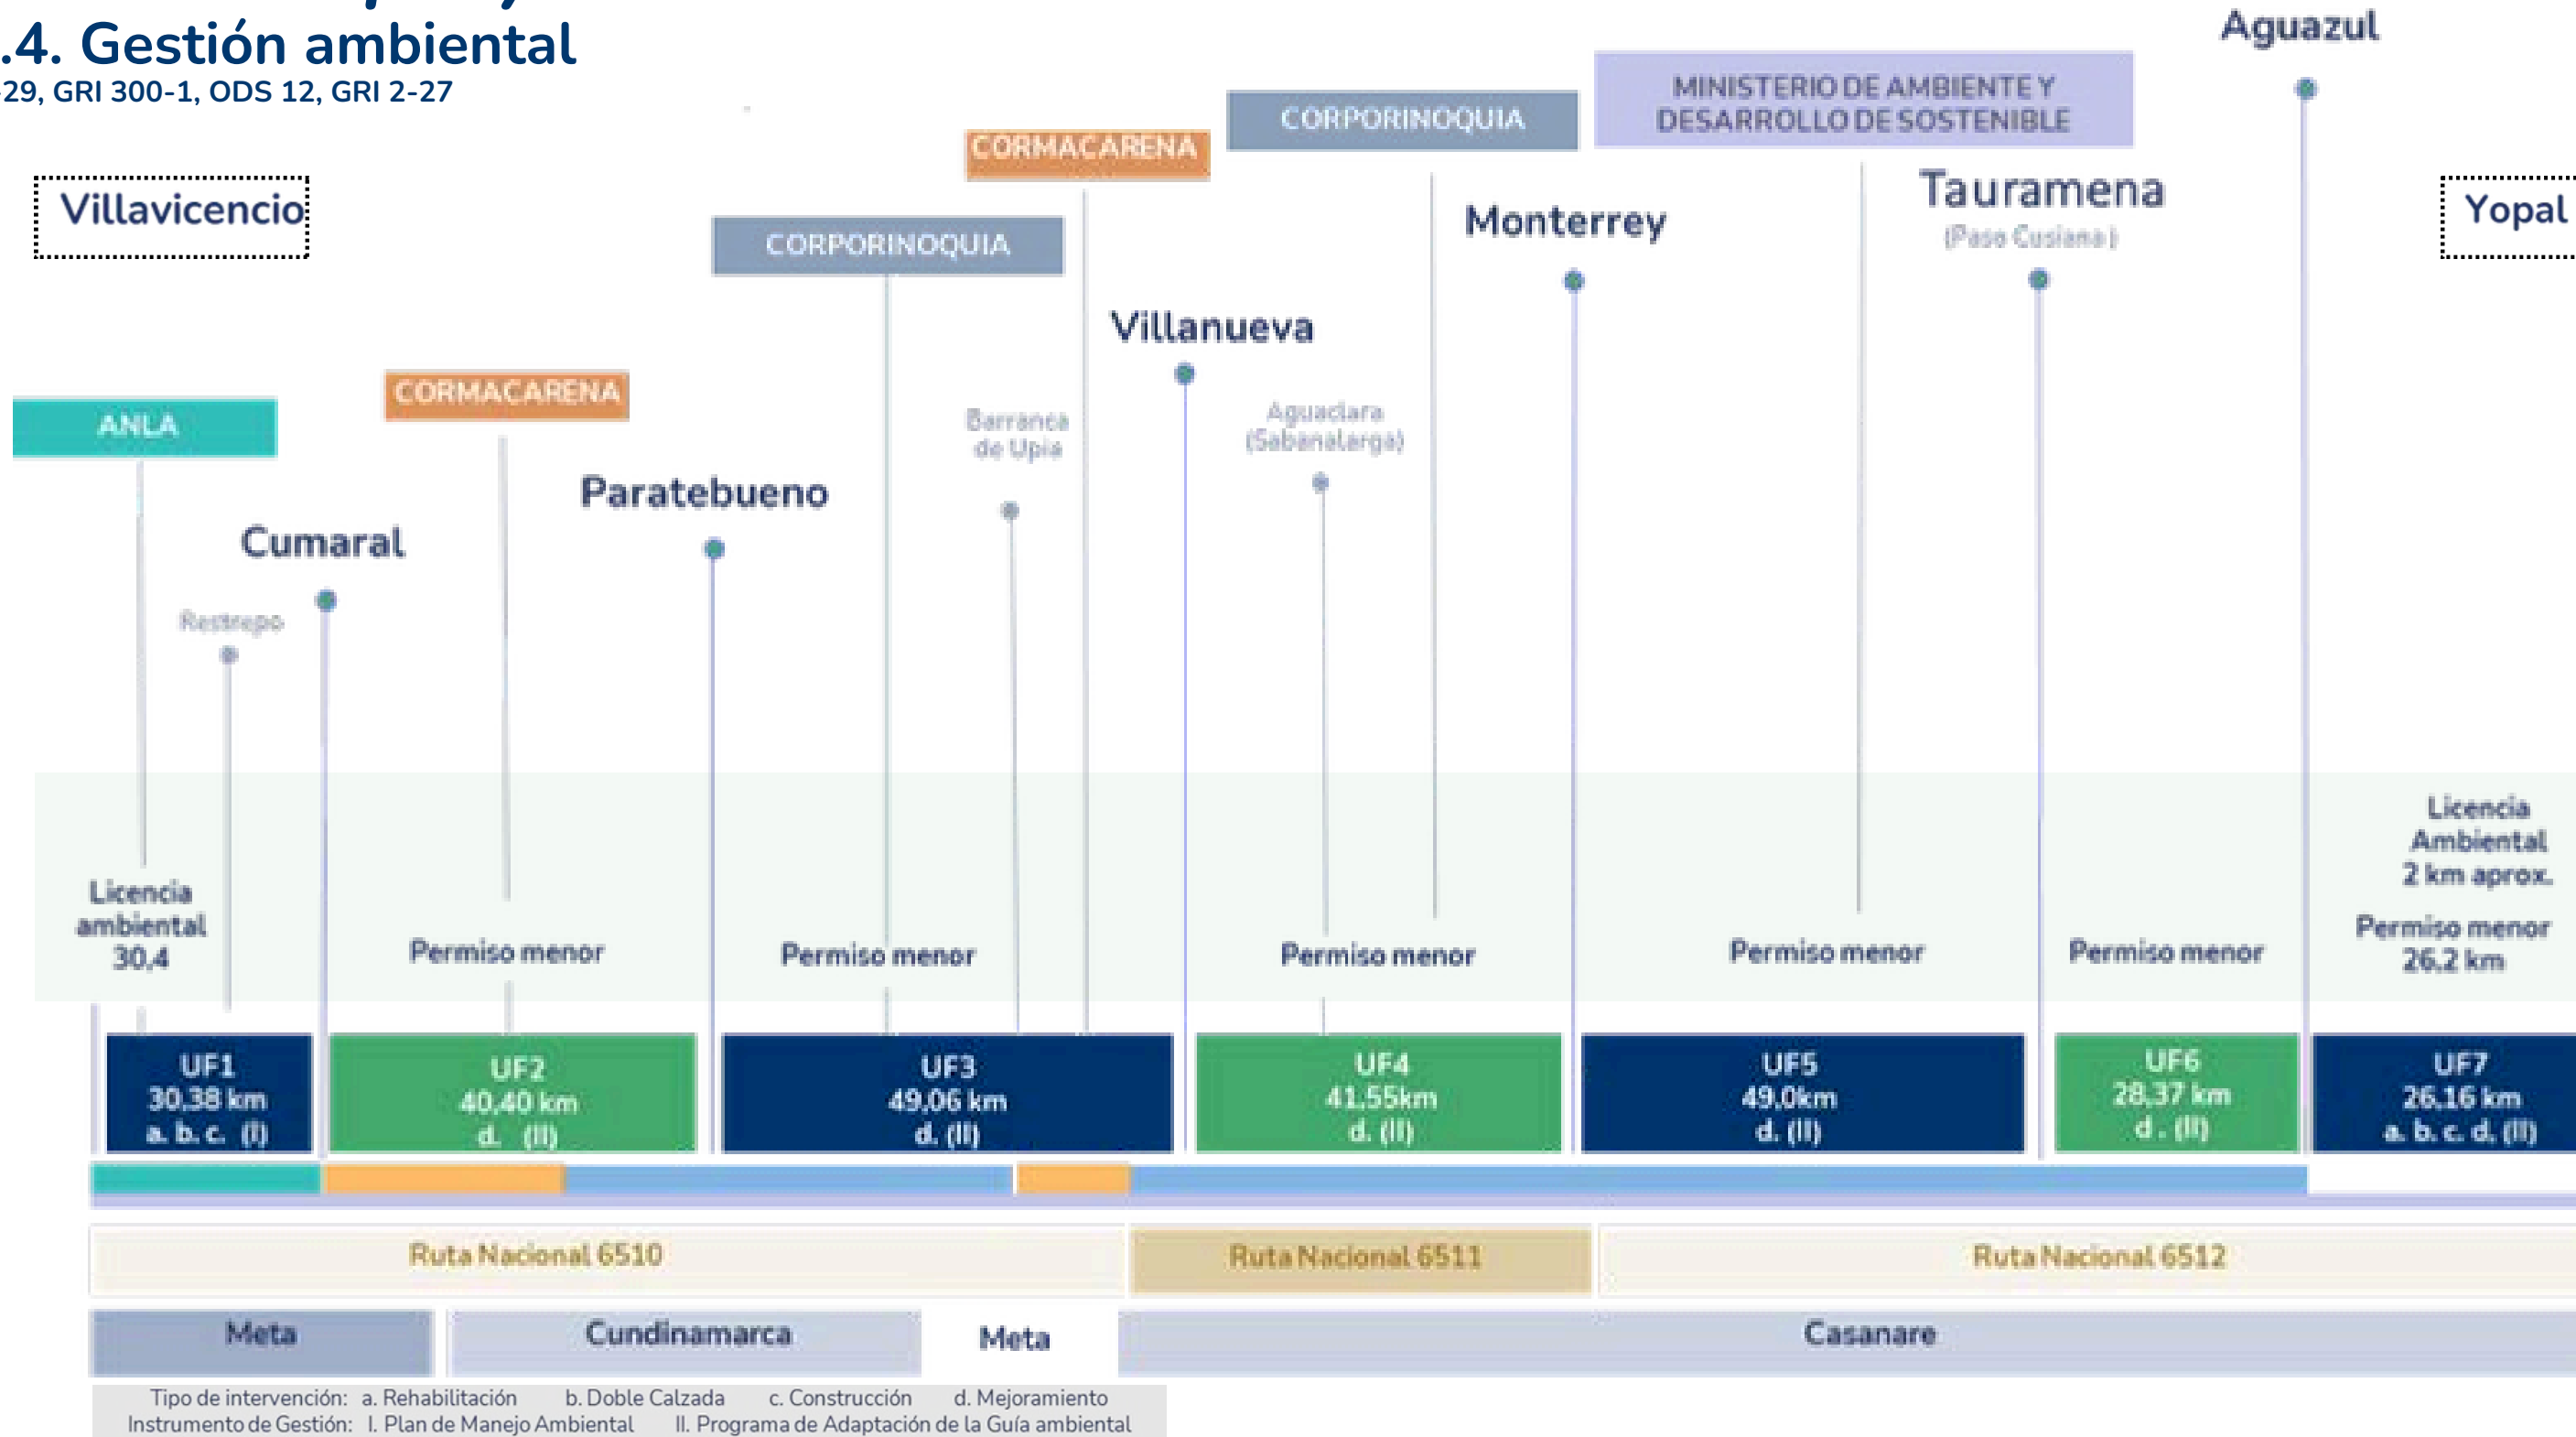 .4. Gestión ambiental
-29, GRI 300-1, ODS 12, GRI 2-27
Aguazul
MINISTERIO DE AMBIENTE Y
DESARROLLO DE SOSTENIBLE
CORPORINOQUIA
CORMACARENA
Villavicencio
Tauramena
(Paso Cusiana)
Monterrey
Yopal
CORPORINOQUIA
Villanueva
CORMACARENA
ANLA
Barranca
de Upia
Aguaclara
(Sabanalarga)
Paratebueno
Cumaral
Restrepo
Licencia
ambiental
30,4
Permiso menor
Permiso menor
Permiso menor
Permiso menor
Permiso menor
Licencia
Ambiental
2 km aprox.
Permiso menor
26,2 km
UF1
30,38 km
a. b. c. (I)
UF2
40,40 km
d. (II)
UF3
49,06 km
d. (II)
UF4
41,55km
d. (II)
UF5
49,0km
d. (II)
UF6
28,37 km
d . (II)
UF7
26,16 km
a. b. c. d. (II)
Ruta Nacional 6510
Ruta Nacional 6511
Ruta Nacional 6512
Meta
Cundinamarca
Meta
Casanare
Tipo de intervención: a. Rehabilitación b. Doble Calzada c. Construcción d. Mejoramiento
Instrumento de Gestión: I. Plan de Manejo Ambiental II. Programa de Adaptación de la Guía ambiental